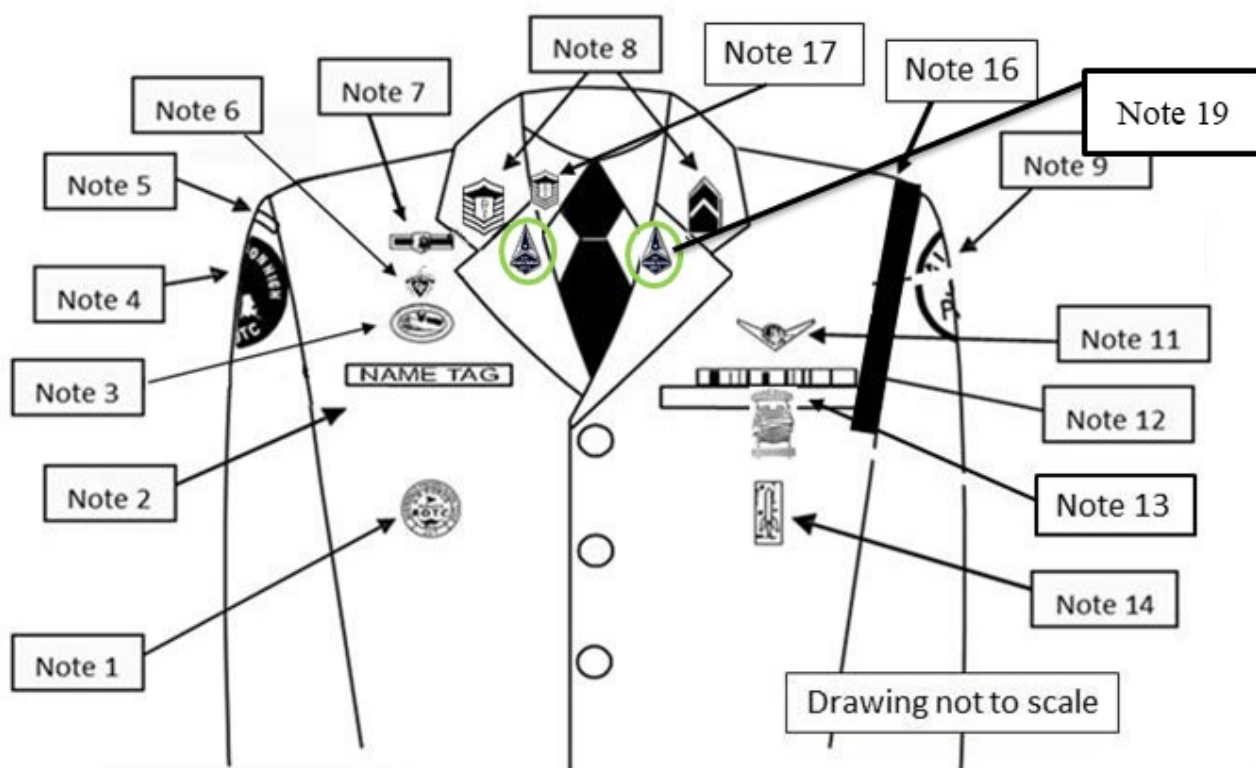 Note 8
Note 17
Note 16
Note 7
Note 19
Note 6
Note 9
Note 5
Note 4
Note 11
NAME TAG
Note 3
Note 12
Note 2
Note 13
ROTC
Note 14
Note 1
Drawing not to scale